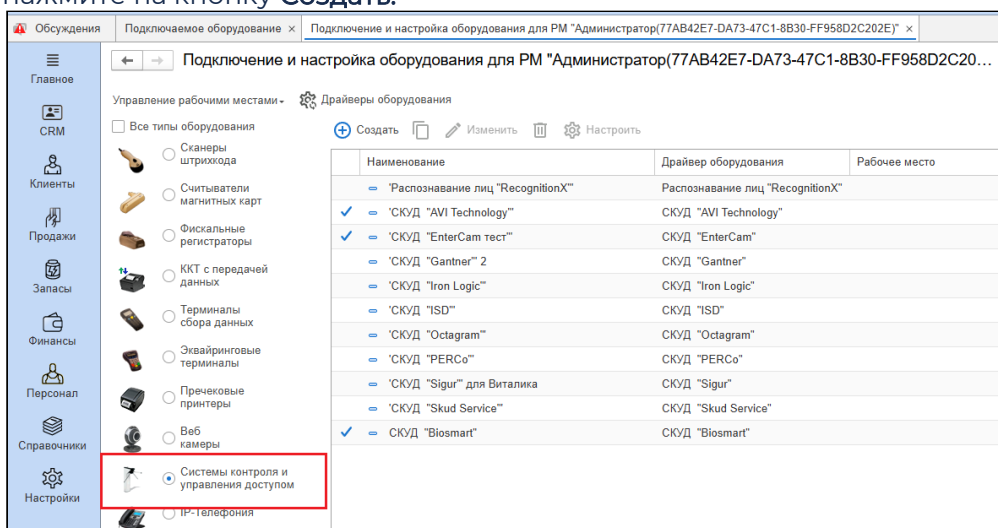 нажмите на кнопку Создать.
Обсуждения
Подключаемое оборудование ×
Подключение и настройка оборудования для РМ "Администратор(77AB42E7-DA73-47C1-8B30-FF958D2C202E)" ×
Главное
CRM
Клиенты
Продажи
Запасы
Финансы
Персонал
Справочники
Настройки
Подключение и настройка оборудования для РМ "Администратор(77AB42E7-DA73-47C1-8B30-FF958D2C20...
Управление рабочими местами
Драйверы оборудования
Все типы оборудования
Сканеры
штрихкода
Считыватели
магнитных карт
Фискальные
регистраторы
ККТ с передачей
данных
Терминалы
сбора данных
Эквайринговые
терминалы
Пречековые
принтеры
Веб
камеры
Системы контроля и
управления доступом
IP-Телефония
Создать
Изменить
Настроить
Наименование Драйвер оборудования Рабочее место
'Распознавание лиц "RecognitionX"' Распознавание лиц "RecognitionX"
'СКУД "AVI Technology"' СКУД "AVI Technology"
'СКУД "EnterCam тест"' СКУД "EnterCam"
'СКУД "Gantner"' 2 СКУД "Gantner"
'СКУД "Iron Logic"' СКУД "Iron Logic"
'СКУД "ISD"' СКУД "ISD"
'СКУД "Octagram"' СКУД "Octagram"
'СКУД "PERCo"' СКУД "PERCo"
'СКУД "Sigur"' для Виталика СКУД "Sigur"
'СКУД "Skud Service"' СКУД "Skud Service"
СКУД "Biosmart" СКУД "Biosmart"